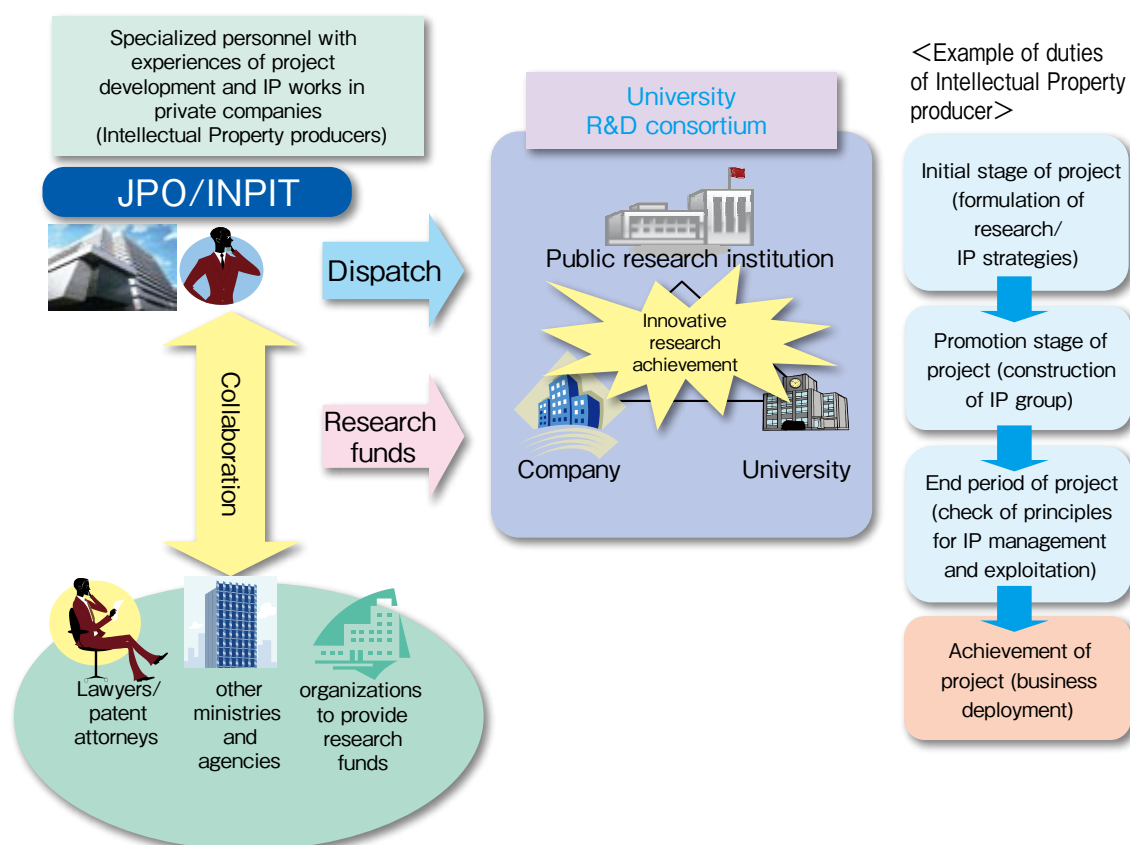 Specialized personnel with
experiences of project
development and IP works in
private companies
(Intellectual Property producers)
JPO/INPIT
Dispatch
Research
funds
Collaboration
Lawyers/
patent
attorneys
other
ministries
and
agencies
organizations
to provide
research
funds
University
R&D consortium
Public research institution
Innovative
research
achievement
Company
University
<Example of duties
of Intellectual Property
producer>
Initial stage of project
(formulation of
research/
IP strategies)
Promotion stage of
project (construction
of IP group)
End period of project
(check of principles
for IP management
and exploitation)
Achievement of
project (business
deployment)